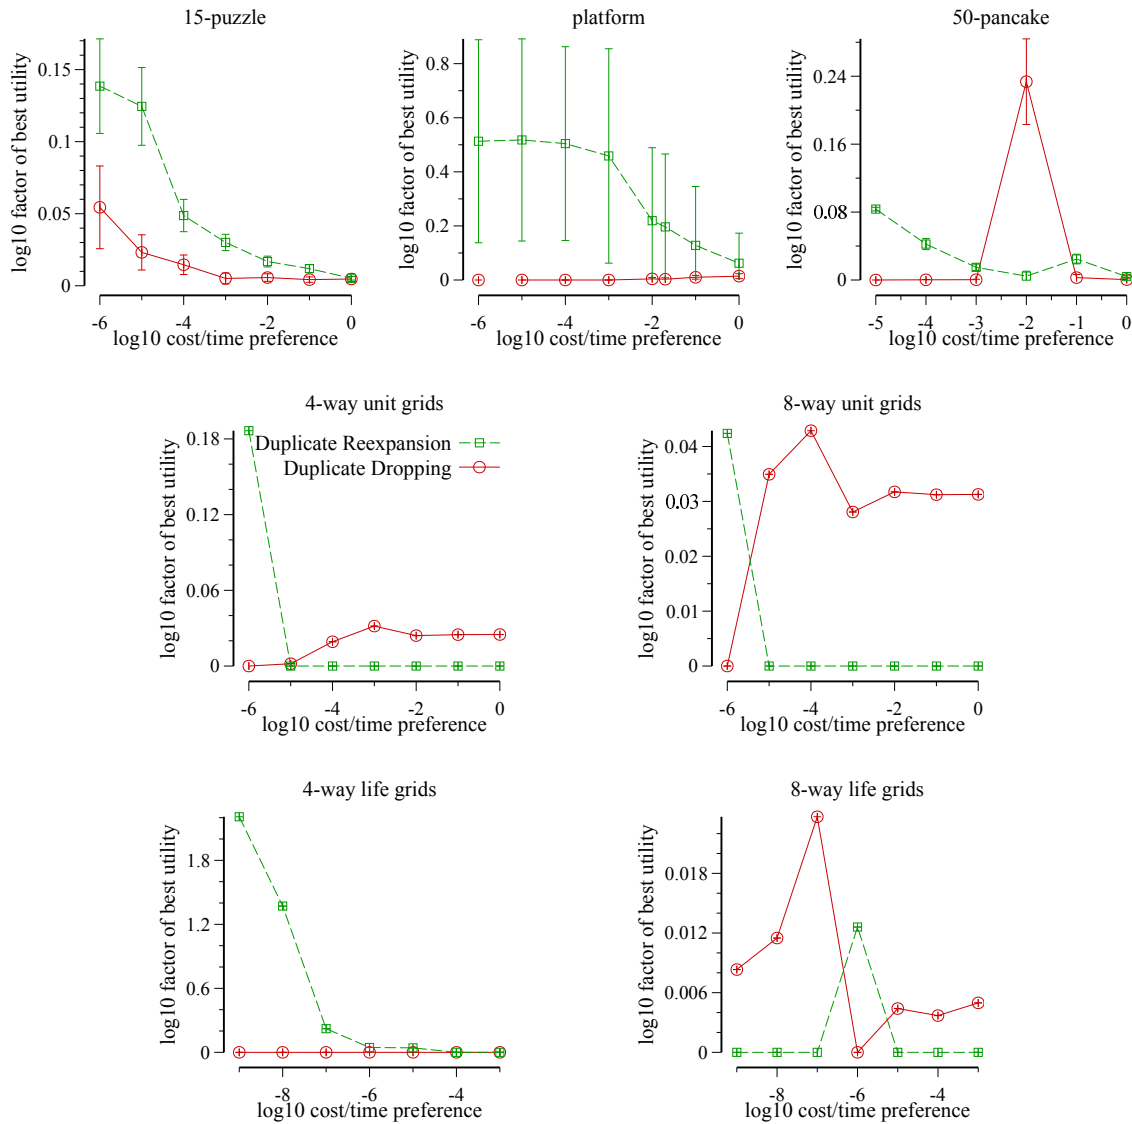 15-puzzle
log10 factor of best utility
0.15
0.1
0.05
0
-6 -4 -2 0
log10 cost/time preference
platform
log10 factor of best utility
0.8
0.6
0.4
0.2
0
-6 -4 -2 0
log10 cost/time preference
50-pancake
log10 factor of best utility
0.24
0.16
0.08
0
-5 -4 -3 -2 -1 0
log10 cost/time preference
4-way unit grids
log10 factor of best utility
0.18
0.12
0.06
0
Duplicate Reexpansion
Duplicate Dropping
-6 -4 -2 0
log10 cost/time preference
8-way unit grids
log10 factor of best utility
0.04
0.03
0.02
0.01
0
-6 -4 -2 0
log10 cost/time preference
4-way life grids
log10 factor of best utility
1.8
1.2
0.6
0
-8 -6 -4
log10 cost/time preference
8-way life grids
log10 factor of best utility
0.018
0.012
0.006
0
-8 -6 -4
log10 cost/time preference